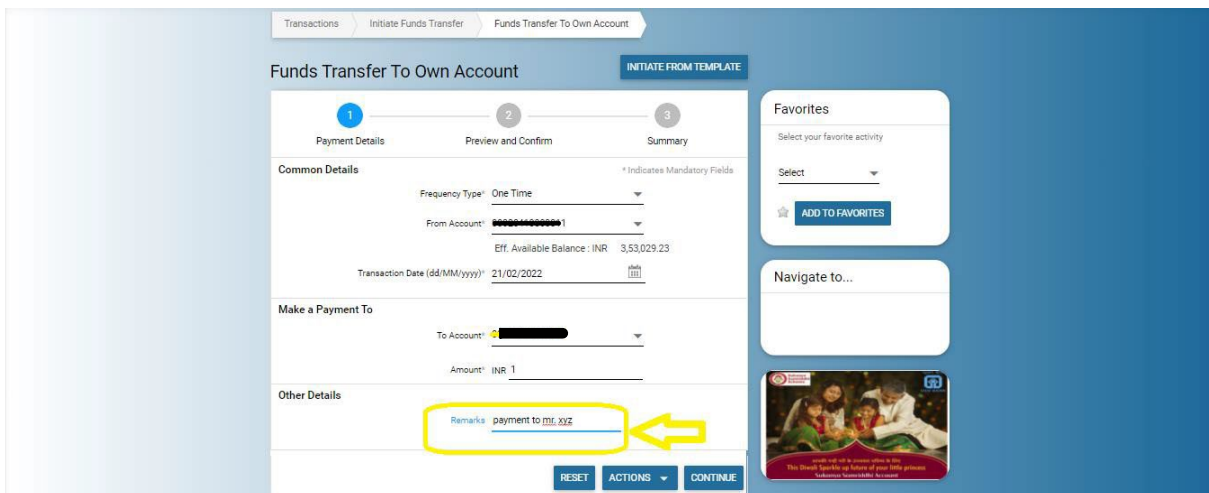 Transactions
Initiate Funds Transfer
Funds Transfer To Own Account
Funds Transfer To Own Account
INITIATE FROM TEMPLATE
1
2
3
Payment Details
Preview and Confirm
Summary
Common Details
* Indicates Mandatory Fields
Frequency Type* One Time
From Account*
Eff. Available Balance : INR 3,53,029.23
Transaction Date (dd/MM/yyyy)* 21/02/2022
Make a Payment To
To Account*
Amount* INR 1
Other Details
Remarks payment to mr. xyz
RESET
ACTIONS
CONTINUE
Favorites
Select your favorite activity
Select
ADD TO FAVORITES
Navigate to...
This Diwali Sparkle up future of your little princess
Sukanya Samriddhi Account